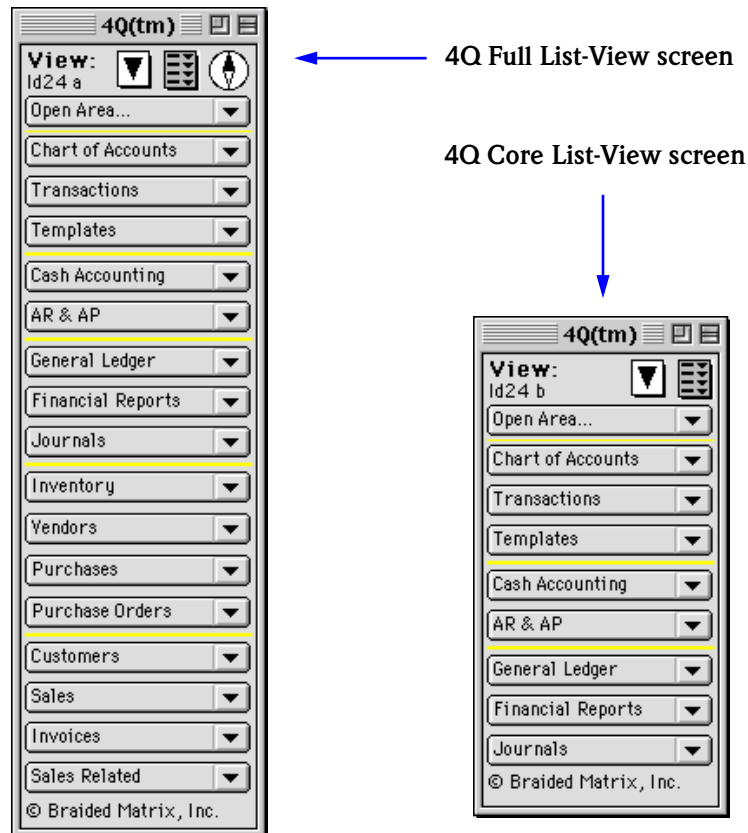 4Q(tm)
View:
ld24 a
Open Area...
Chart of Accounts
Transactions
Templates
Cash Accounting
AR & AP
General Ledger
Financial Reports
Journals
Inventory
Vendors
Purchases
Purchase Orders
Customers
Sales
Invoices
Sales Related
© Braided Matrix, Inc.
4Q Full List-View screen
4Q Core List-View screen
4Q(tm)
View:
ld24 b
Open Area...
Chart of Accounts
Transactions
Templates
Cash Accounting
AR & AP
General Ledger
Financial Reports
Journals
© Braided Matrix, Inc.